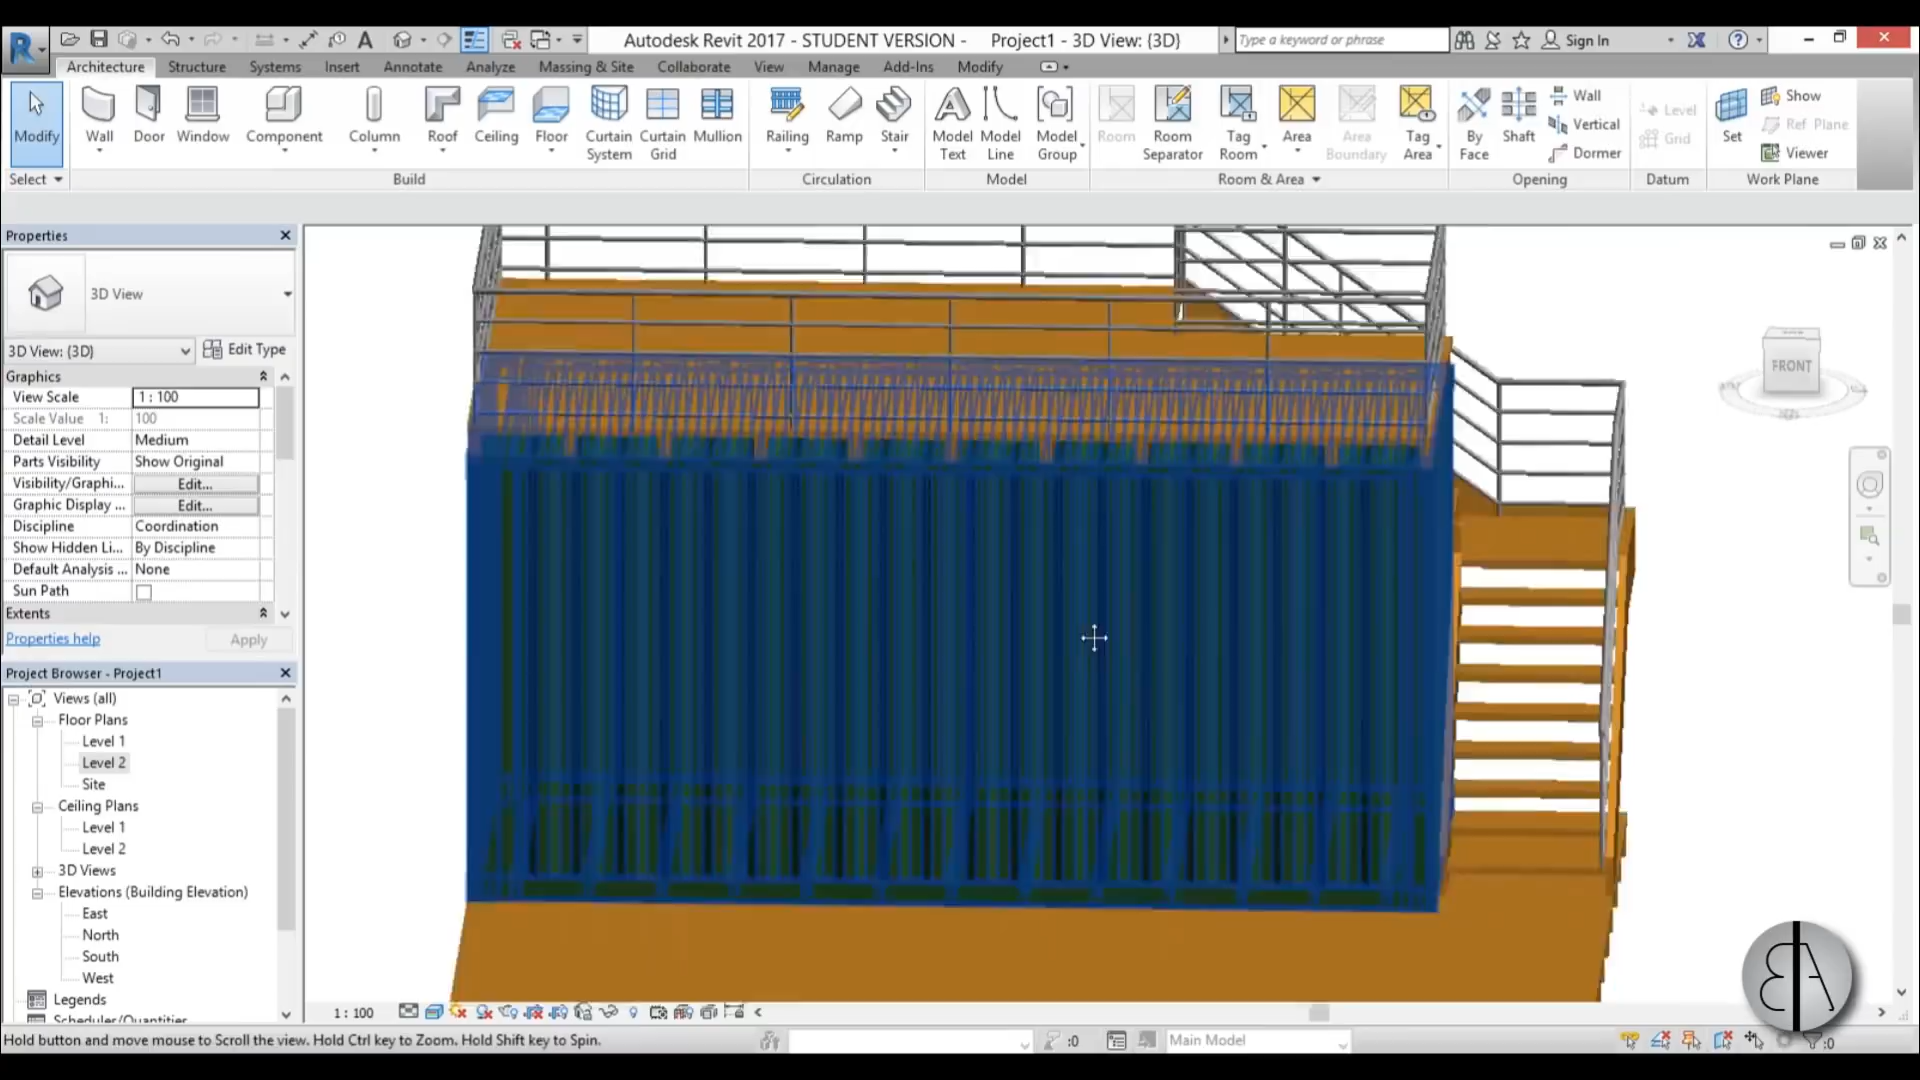 Autodesk Revit 2017 - STUDENT VERSION - Project1 - 3D View: {3D}
Type a keyword or phrase
Sign In
Architecture Structure Systems Insert Annotate Analyze Massing & Site Collaborate View Manage Add-Ins Modify
Modify
Wall
Door
Window
Component
Column
Roof
Ceiling
Floor
Curtain System
Curtain Grid
Mullion
Railing
Ramp
Stair
Model Text
Model Line
Model Group
Room
Room Separator
Tag Room
Area
Area Boundary
Tag Area
By Face
Shaft
Wall
Vertical
Dormer
Level
Grid
Set
Show
Ref Plane
Viewer
Select
Build
Circulation
Model
Room & Area
Opening
Datum
Work Plane
Properties
3D View
3D View: {3D}
Edit Type
Graphics
View Scale 1 : 100
Scale Value 1: 100
Detail Level Medium
Parts Visibility Show Original
Visibility/Graphi... Edit...
Graphic Display ... Edit...
Discipline Coordination
Show Hidden Li... By Discipline
Default Analysis ... None
Sun Path
Extents
Properties help
Apply
Project Browser - Project1
Views (all)
Floor Plans
Level 1
Level 2
Site
Ceiling Plans
Level 1
Level 2
3D Views
Elevations (Building Elevation)
East
North
South
West
Legends
Schedules/Quantities
FRONT
1 : 100
Hold button and move mouse to Scroll the view. Hold Ctrl key to Zoom. Hold Shift key to Spin.
:0
Main Model
:0